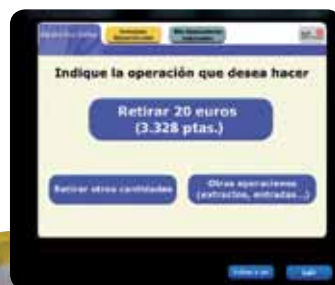 Indique la operación que desea hacer
Retirar 20 euros
(3.328 ptas.)
Retirar otras cantidades
Otras operaciones
(extractos, entradas...)
Salir